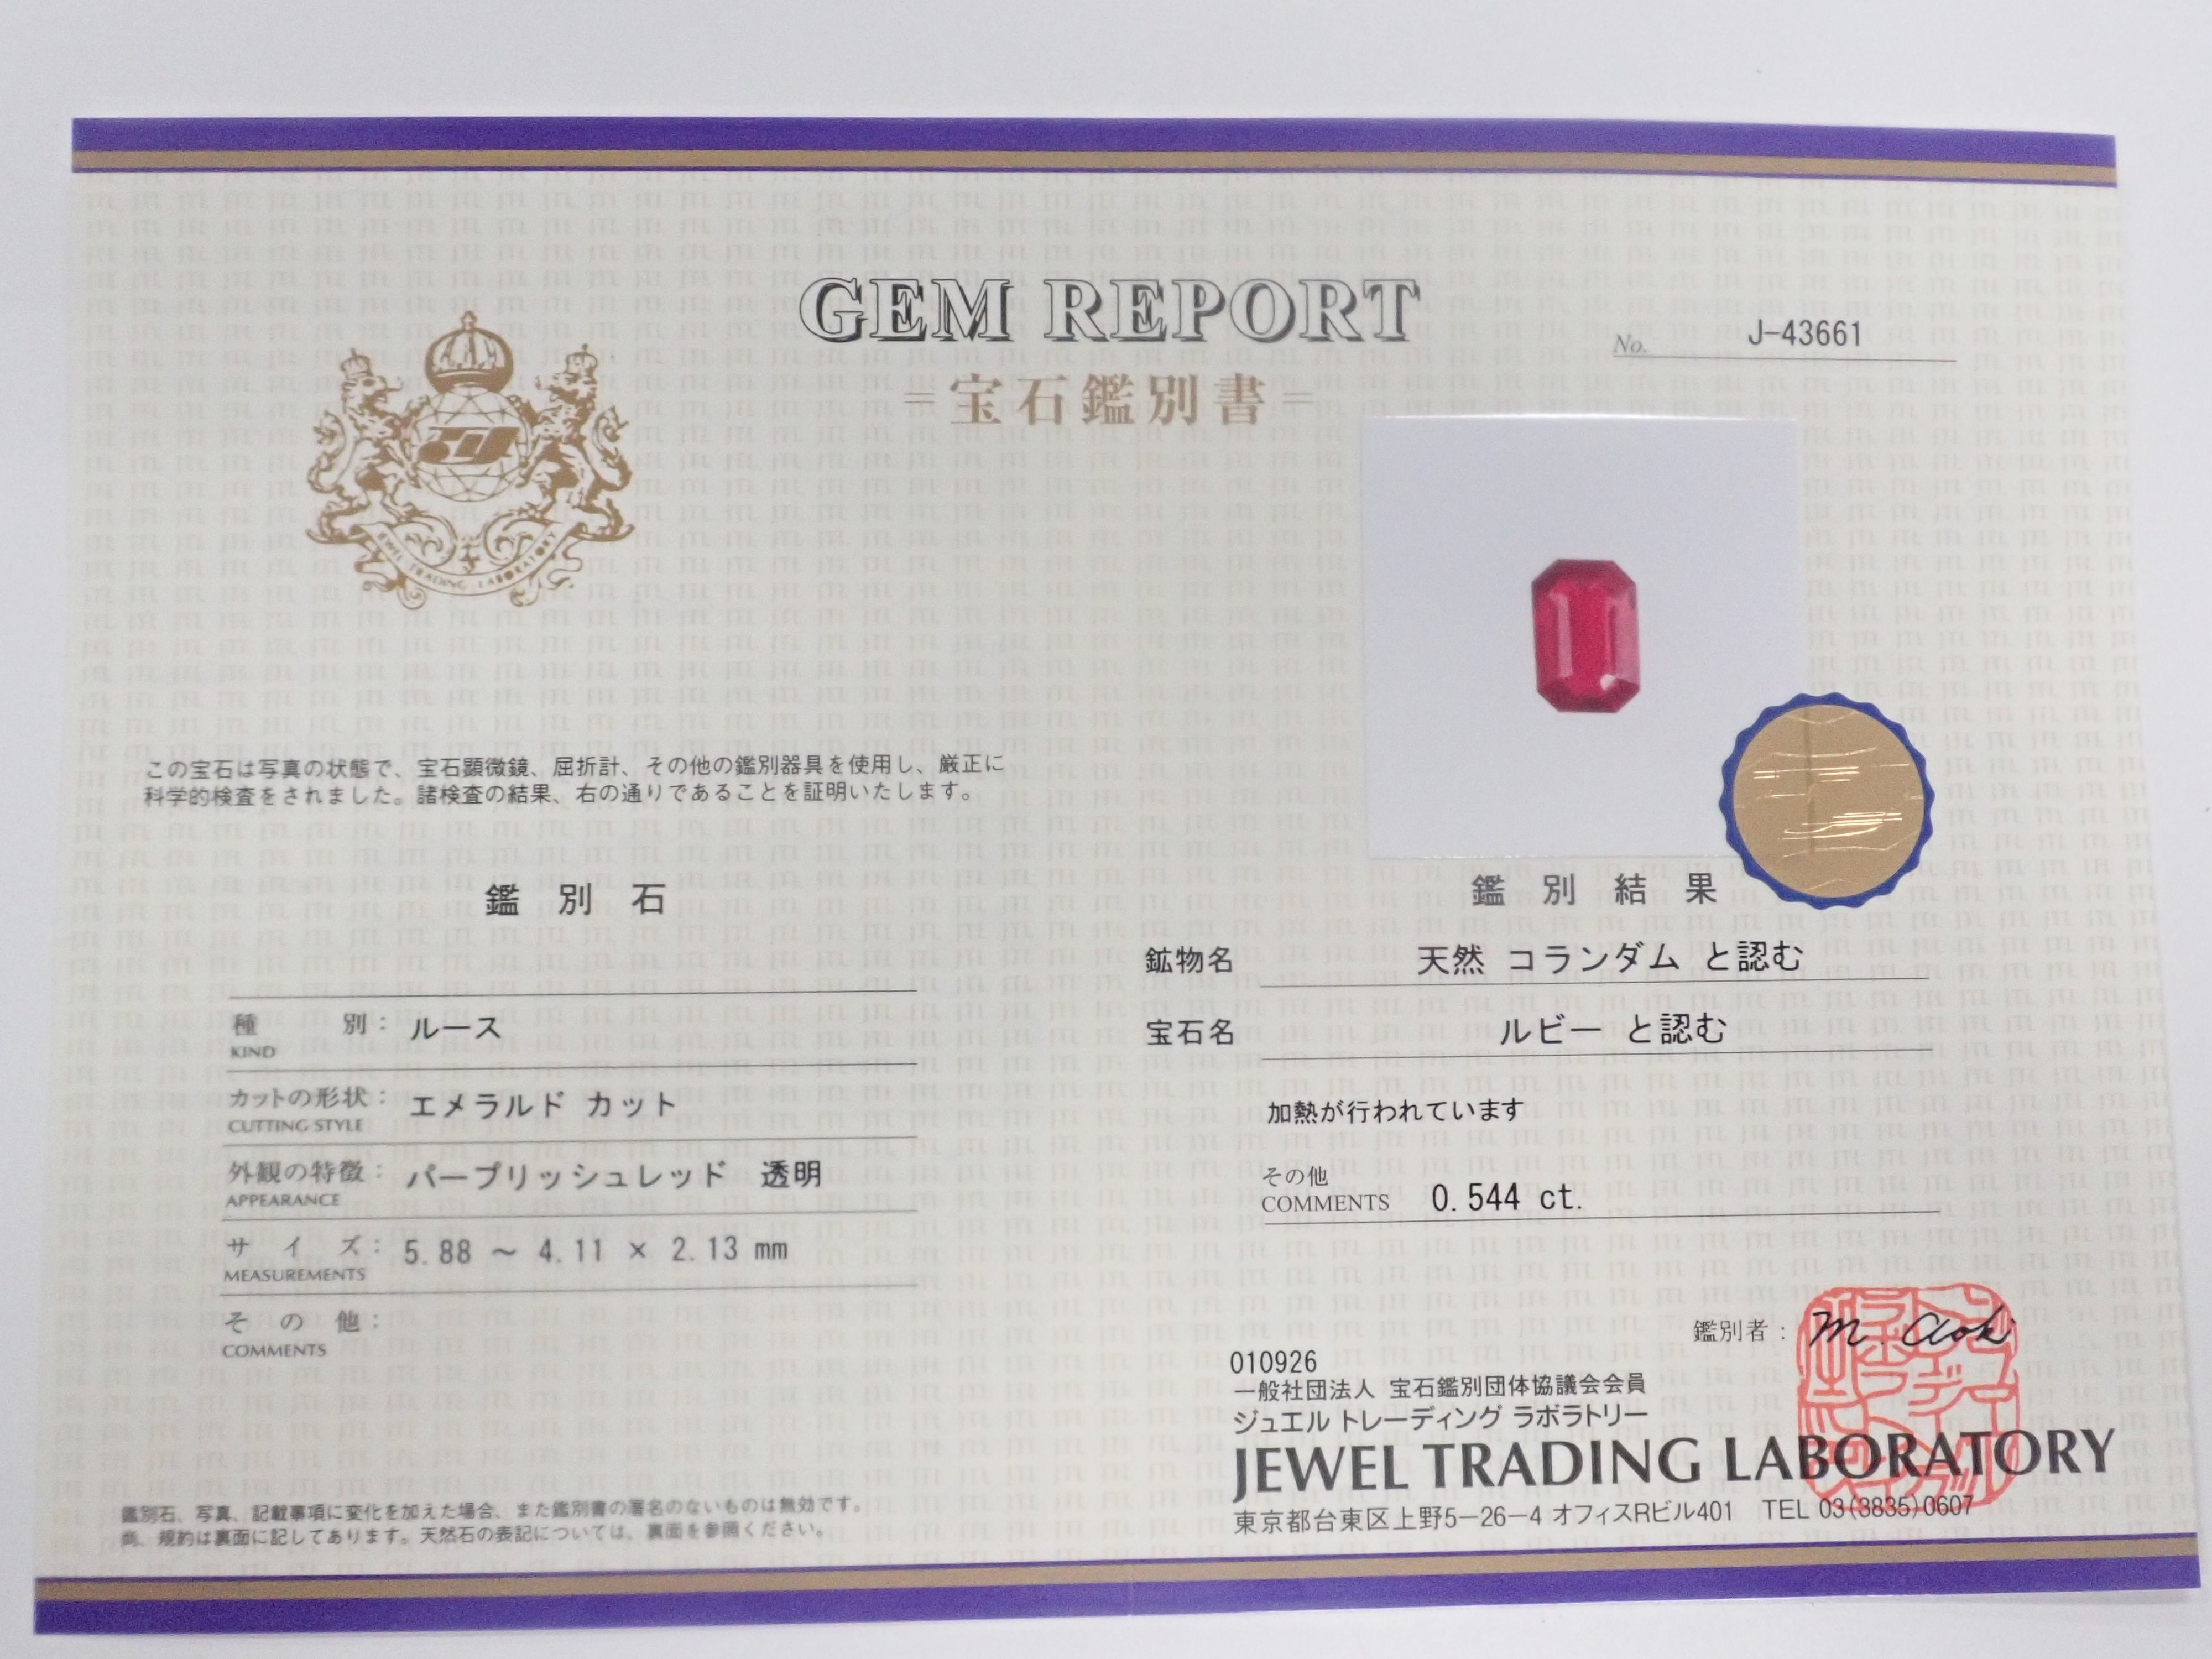 GEM REPORT
No. J-43661
=宝石鑑別書=
JEWEL TRADING LABORATORY
この宝石は写真の状態で、宝石顕微鏡、屈折計、その他の鑑別器具を使用し、厳正に
科学的検査をされました。諸検査の結果、右の通りであることを証明いたします。
鑑別石
種別: ルース
KIND
カットの形状: エメラルド カット
CUTTING STYLE
外観の特徴: パープリッシュレッド 透明
APPEARANCE
サイズ: 5.88 ~ 4.11 × 2.13 mm
MEASUREMENTS
その他:
COMMENTS
鑑別石、写真、記載事項に変化を加えた場合、また鑑別書の署名のないものは無効です。
尚、規約は裏面に記してあります。天然石の表記については、裏面を参照ください。
鑑別結果
鉱物名 天然 コランダム と認む
宝石名 ルビー と認む
加熱が行われています
その他
COMMENTS 0.544 ct.
鑑別者: M. Aoki
010926
一般社団法人 宝石鑑別団体協議会会員
ジュエル トレーディング ラボラトリー
JEWEL TRADING LABORATORY
東京都台東区上野5-26-4 オフィスRビル401 TEL 03(3835)0607